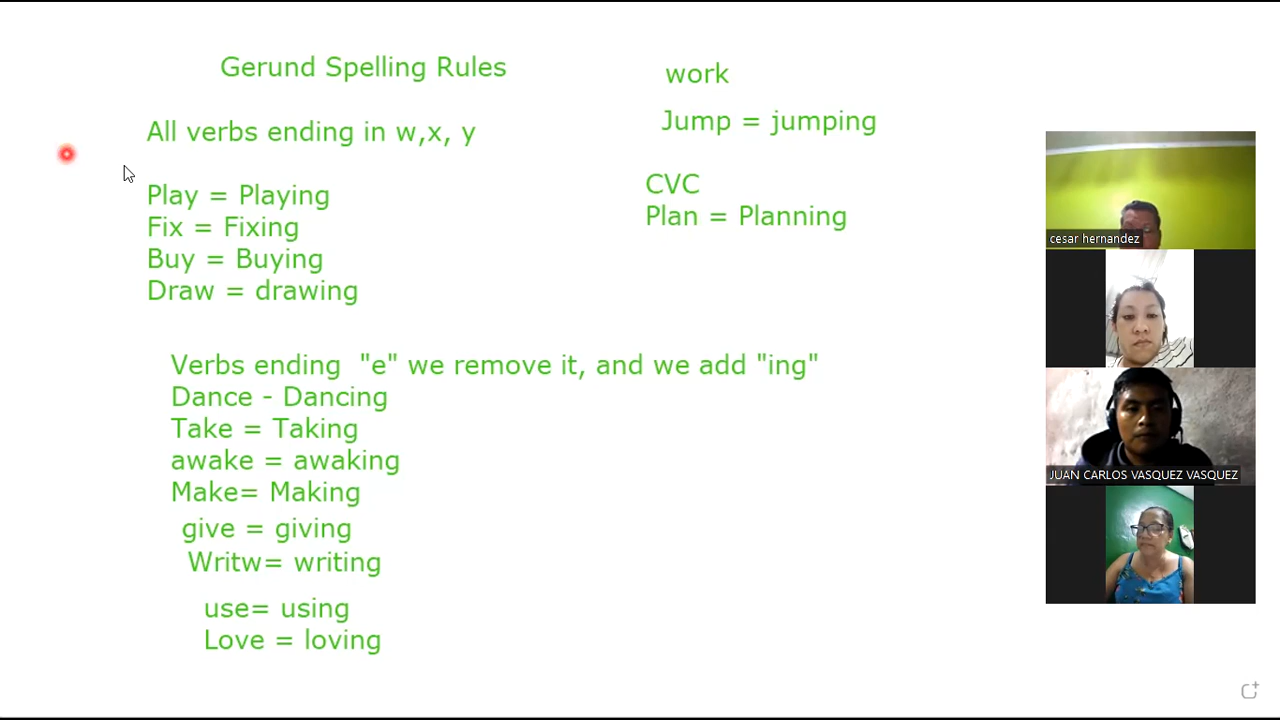 Gerund Spelling Rules
All verbs ending in w,x, y
Play = Playing
Fix = Fixing
Buy = Buying
Draw = drawing
Verbs ending "e" we remove it, and we add "ing"
Dance - Dancing
Take = Taking
awake = awaking
Make= Making
give = giving
Writw= writing
use= using
Love = loving
work
Jump = jumping
CVC
Plan = Planning
cesar hernandez
JUAN CARLOS VASQUEZ VASQUEZ